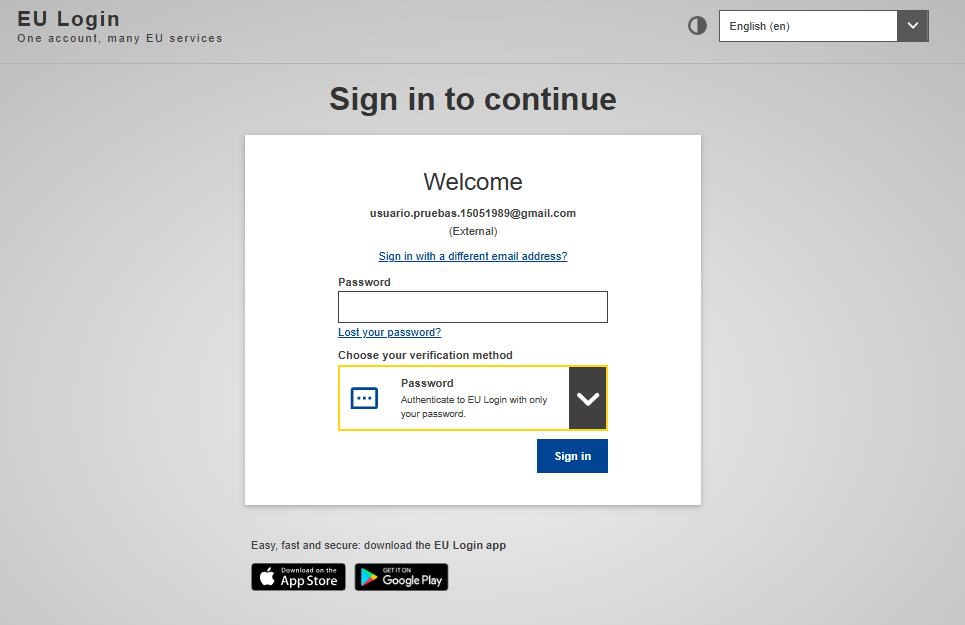 EU Login
One account, many EU services
English (en)
Sign in to continue
Welcome
usuario.pruebas.15051989@gmail.com
(External)
Sign in with a different email address?
Password
Lost your password?
Choose your verification method
Password
Authenticate to EU Login with only
your password.
Sign in
Easy, fast and secure: download the EU Login app
Download on the
App Store
GET IT ON
Google Play